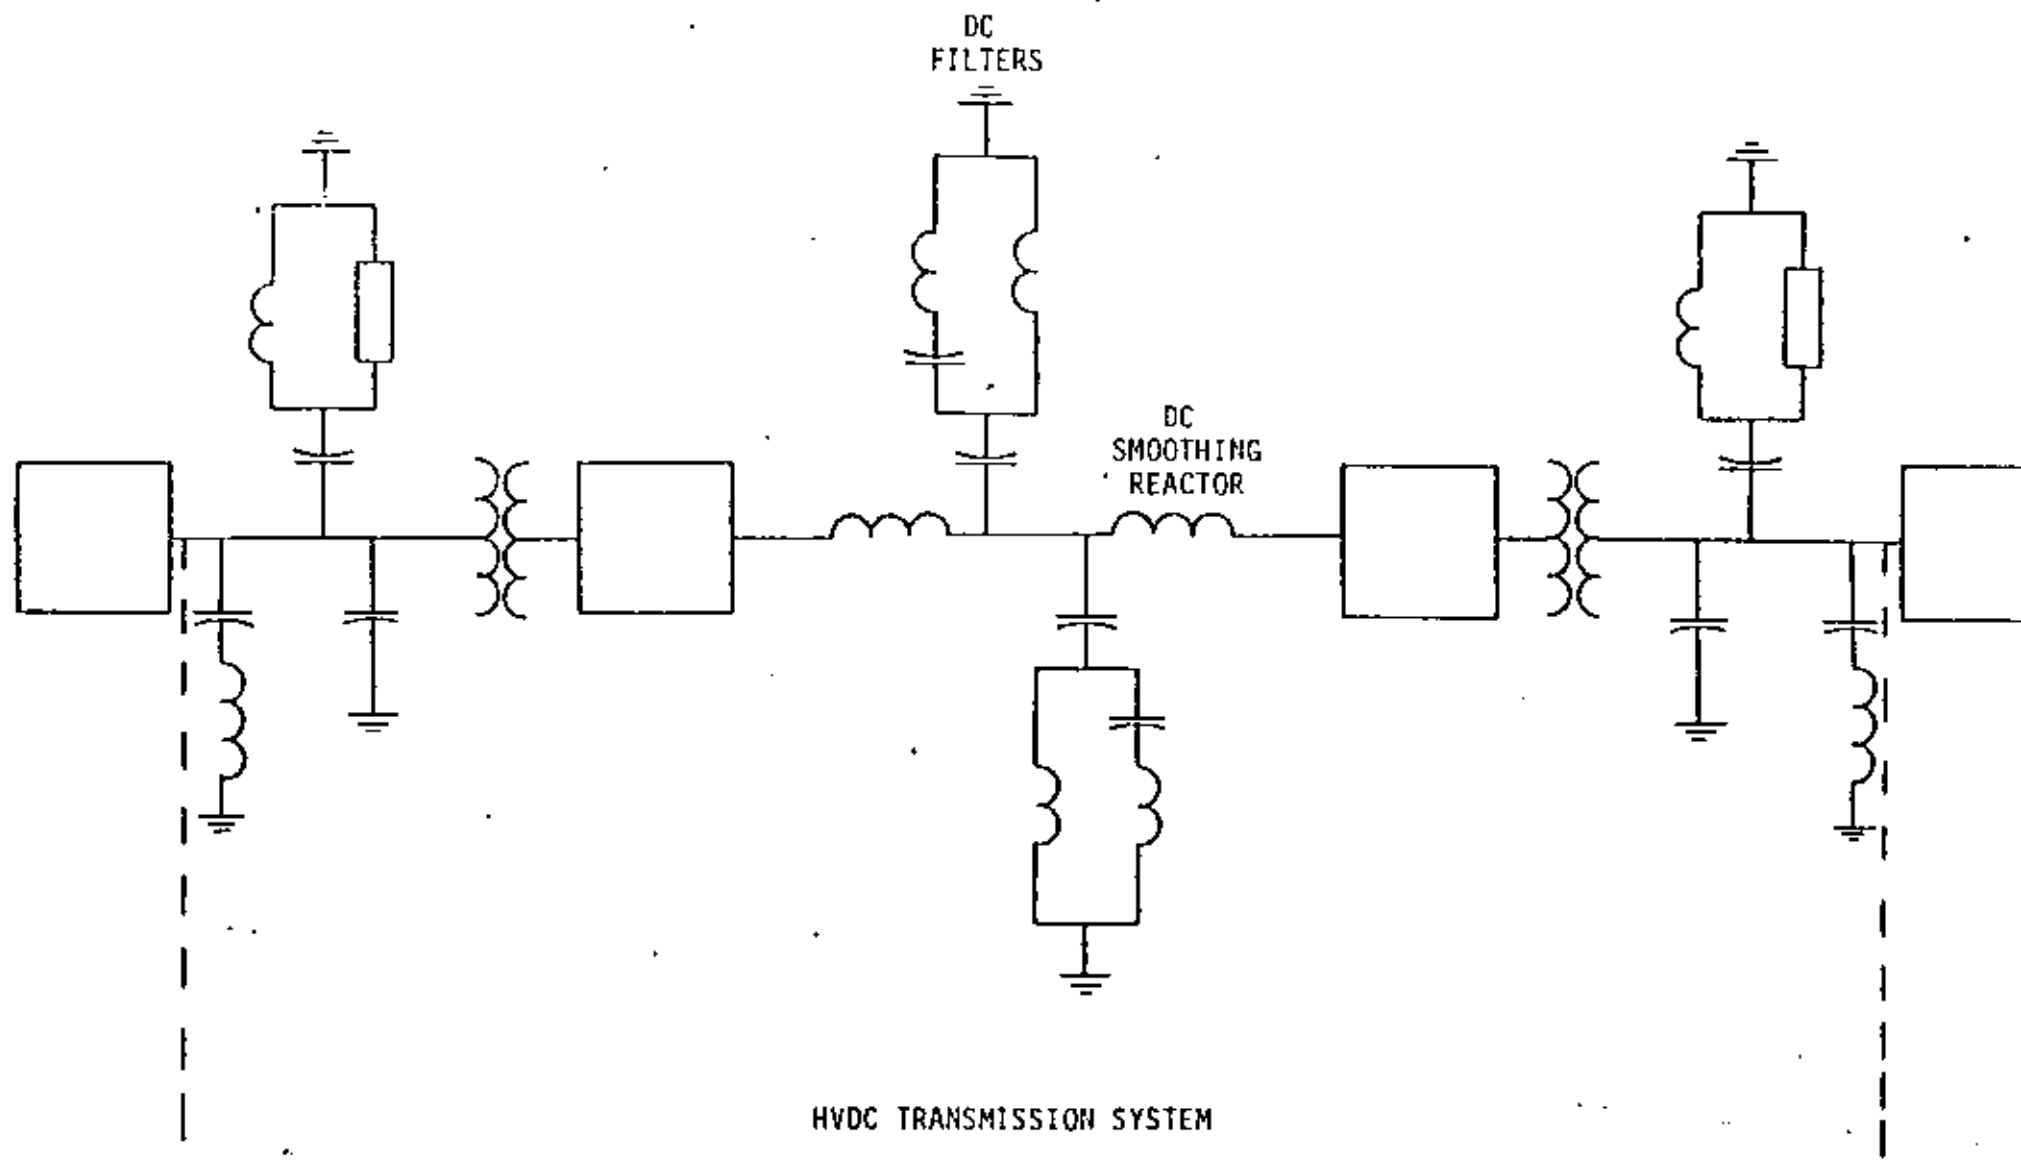 DC
FILTERS
DC
SMOOTHING
REACTOR
HVDC TRANSMISSION SYSTEM